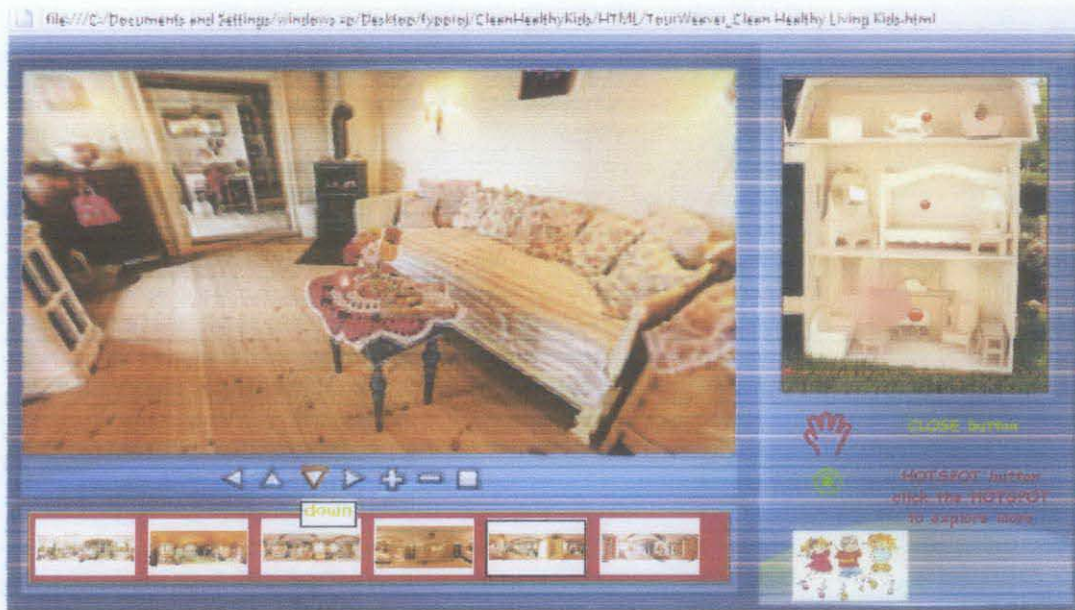 file:///C:/Documents and Settings/windows xp/Desktop/fypproj/CleanHealthyKids/HTML/TourWeaver_Clean Healthy Living Kids.html
CLOSE button
HOTSPOT button
click the HOTSPOT
to explore more
down